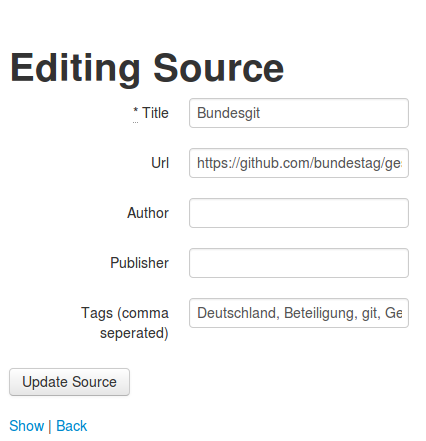 Editing Source
* Title
Bundesgit
Url
https://github.com/bundestag/ge
Author
Publisher
Tags (comma
seperated)
Deutschland, Beteiligung, git, Ge
Update Source
Show | Back